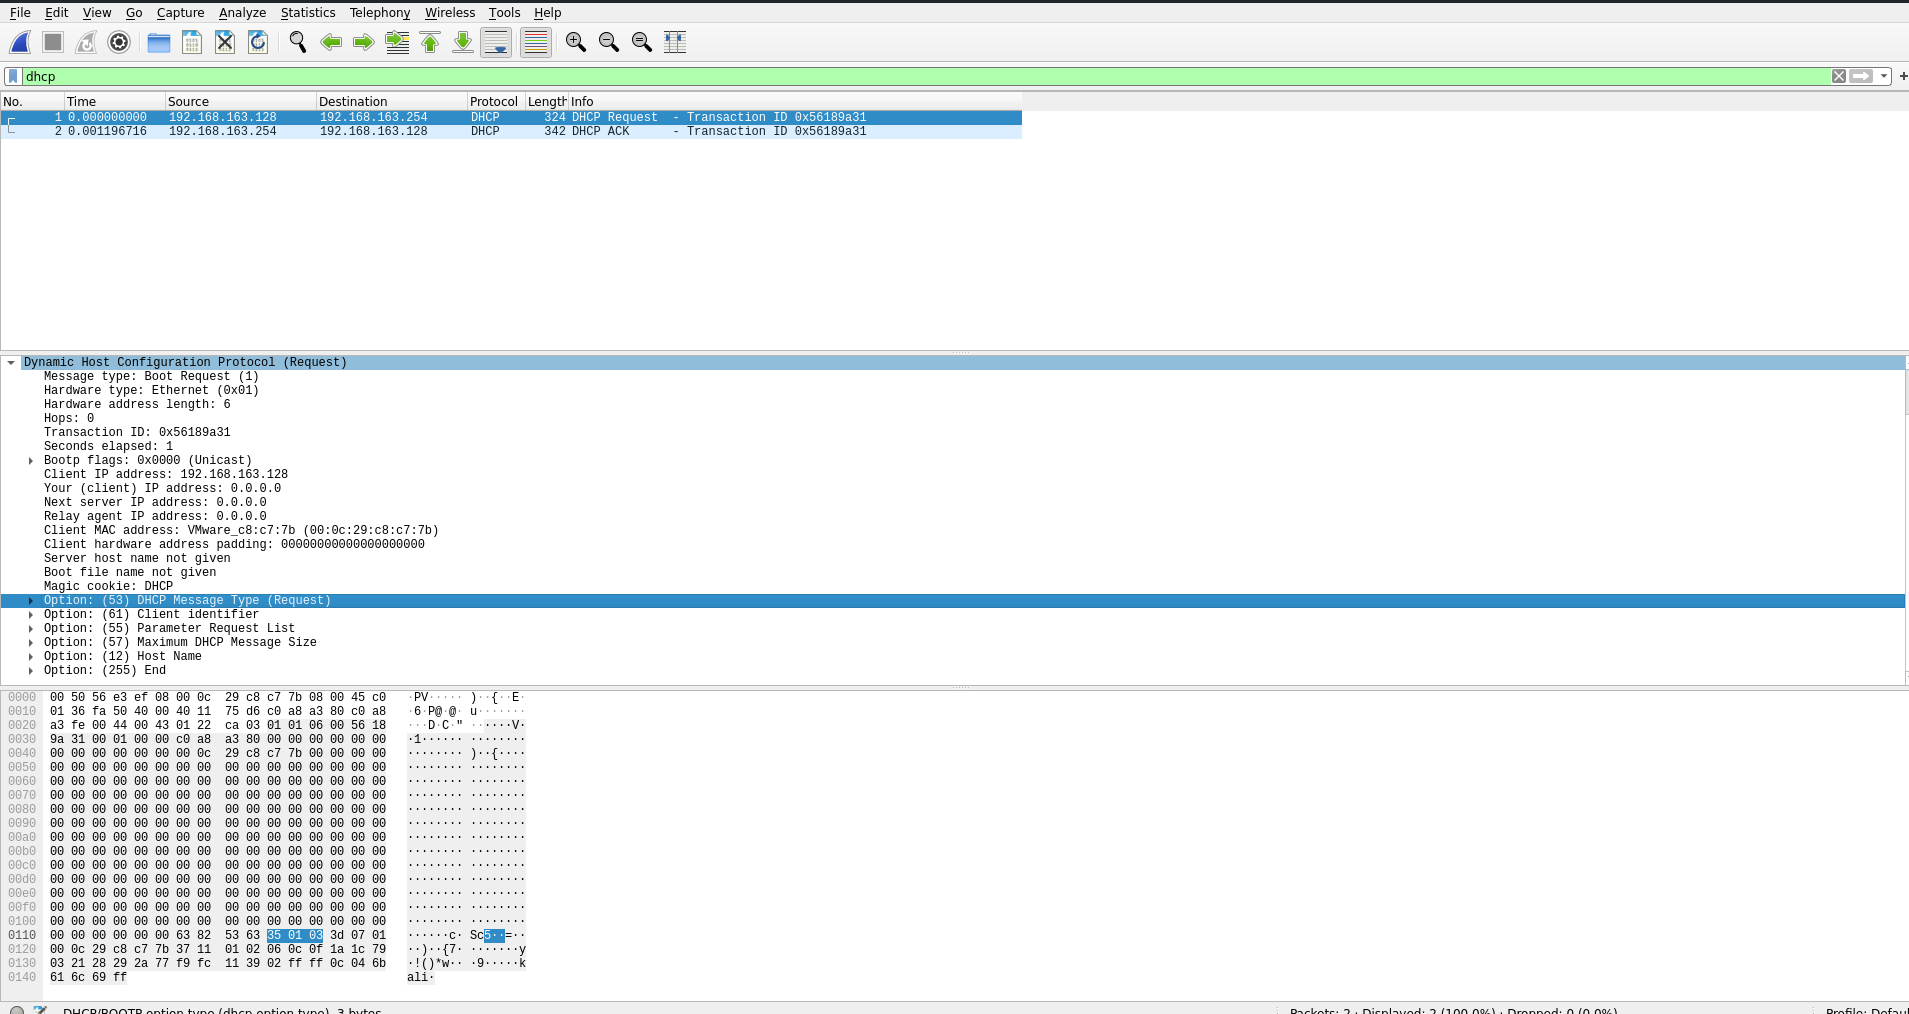 File Edit View Go Capture Analyze Statistics Telephony Wireless Tools Help
dhcp
No. Time Source Destination Protocol Length Info
1 0.000000000 192.168.163.128 192.168.163.254 DHCP 324 DHCP Request - Transaction ID 0x56189a31
2 0.001196716 192.168.163.254 192.168.163.128 DHCP 342 DHCP ACK - Transaction ID 0x56189a31
Dynamic Host Configuration Protocol (Request)
Message type: Boot Request (1)
Hardware type: Ethernet (0x01)
Hardware address length: 6
Hops: 0
Transaction ID: 0x56189a31
Seconds elapsed: 1
Bootp flags: 0x0000 (Unicast)
Client IP address: 192.168.163.128
Your (client) IP address: 0.0.0.0
Next server IP address: 0.0.0.0
Relay agent IP address: 0.0.0.0
Client MAC address: VMware_c8:c7:7b (00:0c:29:c8:c7:7b)
Client hardware address padding: 00000000000000000000
Server host name not given
Boot file name not given
Magic cookie: DHCP
Option: (53) DHCP Message Type (Request)
Option: (61) Client identifier
Option: (55) Parameter Request List
Option: (57) Maximum DHCP Message Size
Option: (12) Host Name
Option: (255) End
0000 00 50 56 e3 ef 08 00 0c 29 c8 c7 7b 08 00 45 c0 ·PV····· )··{··E·
0010 01 36 fa 50 40 00 40 11 75 d6 c0 a8 a3 80 c0 a8 ·6·P@·@· u·······
0020 a3 fe 00 44 00 43 01 22 ca 03 01 01 06 00 56 18 ···D·C·" ······V·
0030 9a 31 00 01 00 00 c0 a8 a3 80 00 00 00 00 00 00 ·1······ ········
0040 00 00 00 00 00 00 00 0c 29 c8 c7 7b 00 00 00 00 ········ )··{····
0050 00 00 00 00 00 00 00 00 00 00 00 00 00 00 00 00 ········ ········
0060 00 00 00 00 00 00 00 00 00 00 00 00 00 00 00 00 ········ ········
0070 00 00 00 00 00 00 00 00 00 00 00 00 00 00 00 00 ········ ········
0080 00 00 00 00 00 00 00 00 00 00 00 00 00 00 00 00 ········ ········
0090 00 00 00 00 00 00 00 00 00 00 00 00 00 00 00 00 ········ ········
00a0 00 00 00 00 00 00 00 00 00 00 00 00 00 00 00 00 ········ ········
00b0 00 00 00 00 00 00 00 00 00 00 00 00 00 00 00 00 ········ ········
00c0 00 00 00 00 00 00 00 00 00 00 00 00 00 00 00 00 ········ ········
00d0 00 00 00 00 00 00 00 00 00 00 00 00 00 00 00 00 ········ ········
00e0 00 00 00 00 00 00 00 00 00 00 00 00 00 00 00 00 ········ ········
00f0 00 00 00 00 00 00 00 00 00 00 00 00 00 00 00 00 ········ ········
0100 00 00 00 00 00 00 00 00 00 00 00 00 00 00 00 00 ········ ········
0110 00 00 00 00 00 00 63 82 53 63 35 01 03 3d 07 01 ······c· Sc5··=··
0120 00 0c 29 c8 c7 7b 37 11 01 02 06 0c 0f 1a 1c 79 ··)··{7· ·······y
0130 03 21 28 29 2a 77 f9 fc 11 39 02 ff ff 0c 04 6b ·!()*w·· ·9·····k
0140 61 6c 69 ff ali·
DHCP/BOOTP option type (dhcp.option.type), 3 bytes Packets: 2 · Displayed: 2 (100.0%) · Dropped: 0 (0.0%) Profile: Defau